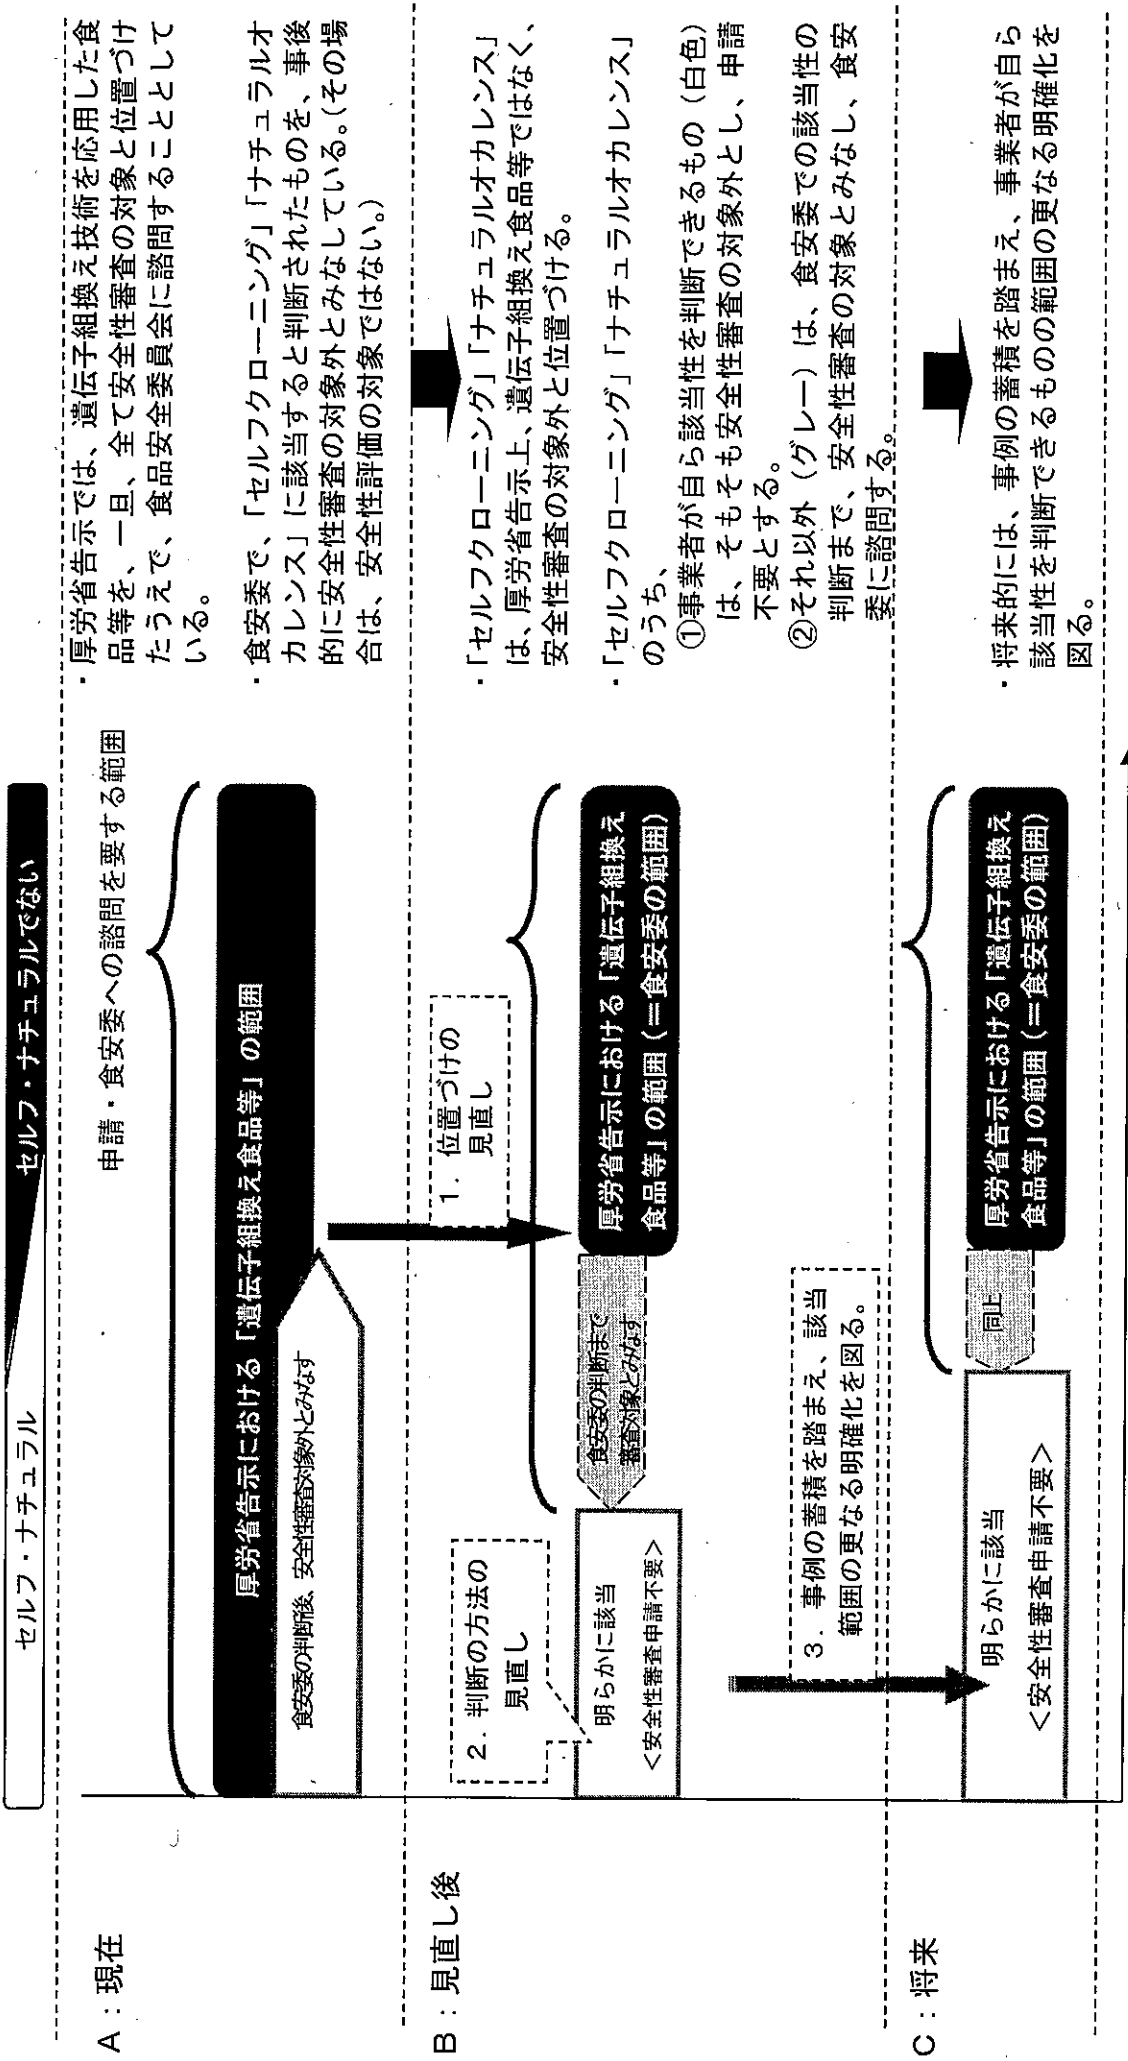 セルフ・ナチュラル
セルフ・ナチュラルでない
A：現在
申請・食安委への諮問を要する範囲
厚労省告示における「遺伝子組換え食品等」の範囲
食安委の判断後、安全性審査対象外とみなす
・厚労省告示では、遺伝子組換え技術を応用した食
品等を、一旦、全て安全性審査の対象と位置づけ
たうえで、食品安全委員会に諮問することとして
いる。
・食安委で、「セルフクローニング」「ナチュラルオ
カレンス」に該当すると判断されたものを、事後
的に安全性審査の対象外とみなしている。（その場
合は、安全性評価の対象ではない。）
B：見直し後
1．位置づけの
見直し
2．判断の方法の
見直し
明らかに該当
＜安全性審査申請不要＞
食安委の判断まで
審査対象とみなす
厚労省告示における「遺伝子組換え
食品等」の範囲（＝食安委の範囲）
・「セルフクローニング」「ナチュラルオカレンス」
は、厚労省告示上、遺伝子組換え食品等ではなく、
安全性審査の対象外と位置づける。
・「セルフクローニング」「ナチュラルオカレンス」
のうち、
①事業者が自ら該当性を判断できるもの（白色）
は、そもそも安全性審査の対象外とし、申請
不要とする。
②それ以外（グレー）は、食安委での該当性の
判断まで、安全性審査の対象とみなし、食安
委に諮問する。
3．事例の蓄積を踏まえ、該当
範囲の更なる明確化を図る。
C：将来
明らかに該当
＜安全性審査申請不要＞
同上
厚労省告示における「遺伝子組換え
食品等」の範囲（＝食安委の範囲）
・将来的には、事例の蓄積を踏まえ、事業者が自ら
該当性を判断できるものの範囲の更なる明確化を
図る。